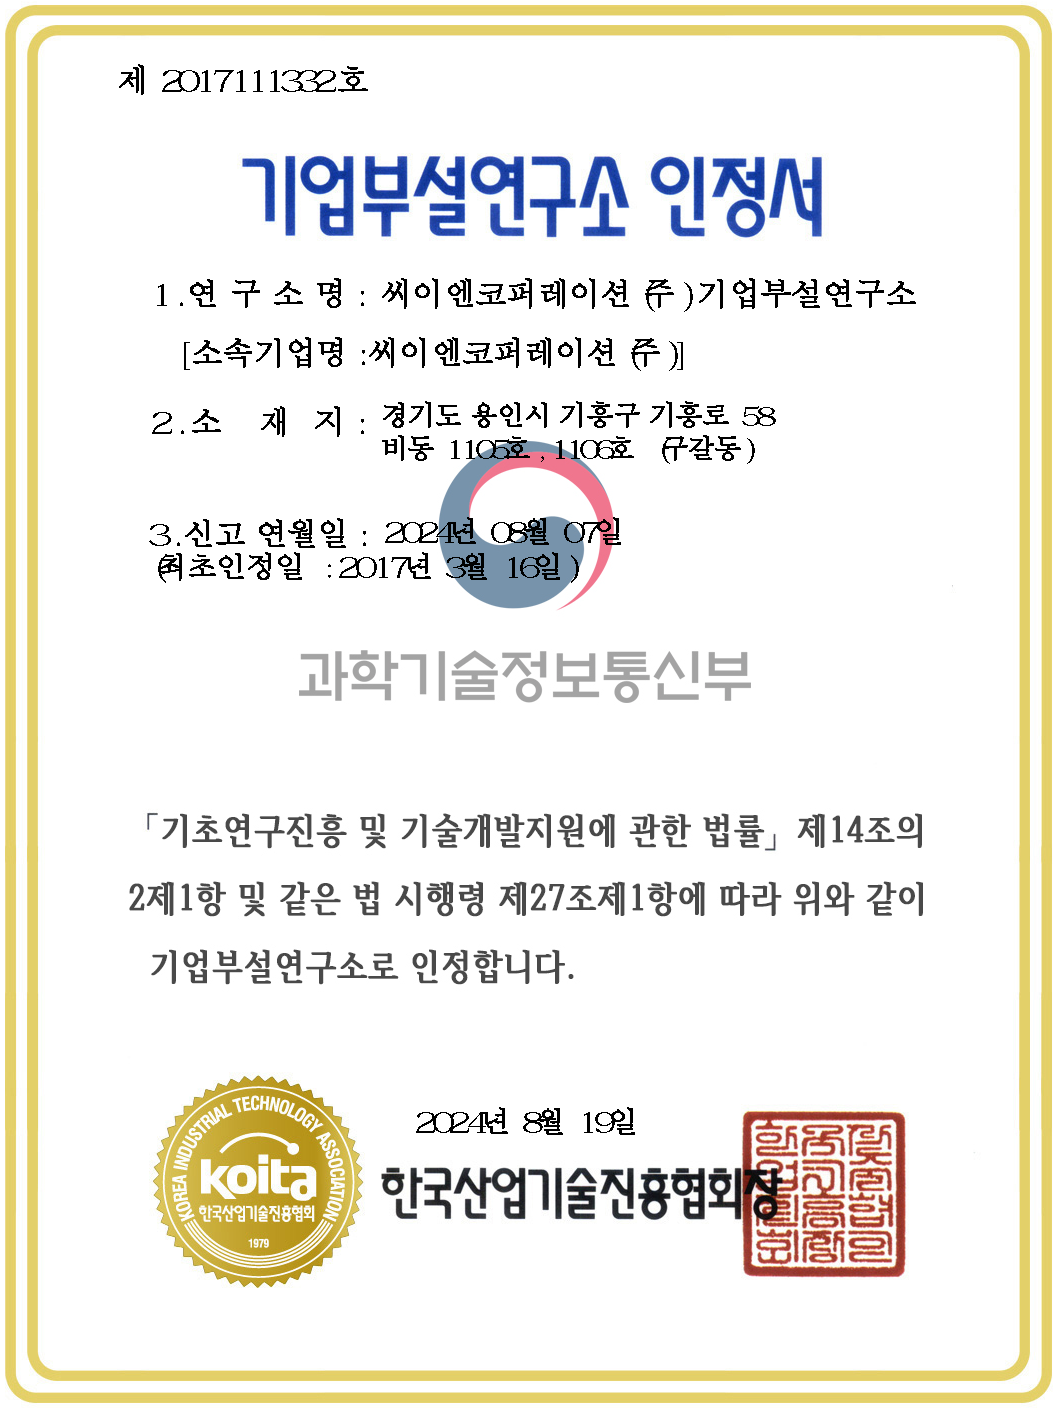 제 2017111332호
기업부설연구소 인정서
1.연 구 소 명 : 씨이엔코퍼레이션 (주)기업부설연구소
[소속기업명 :씨이엔코퍼레이션 (주)]
2.소 재 지 : 경기도 용인시 기흥구 기흥로 58
비동 1105호 , 1106호 (구갈동)
3.신고 연월일 : 2024년 08월 07일
(최초인정일 :2017년 3월 16일)
과학기술정보통신부
「기초연구진흥 및 기술개발지원에 관한 법률」 제14조의
2제1항 및 같은 법 시행령 제27조제1항에 따라 위와 같이
기업부설연구소로 인정합니다.
2024년 8월 19일
한국산업기술진흥협회장
KOREA INDUSTRIAL TECHNOLOGY ASSOCIATION
koita
한국산업기술진흥협회
1979